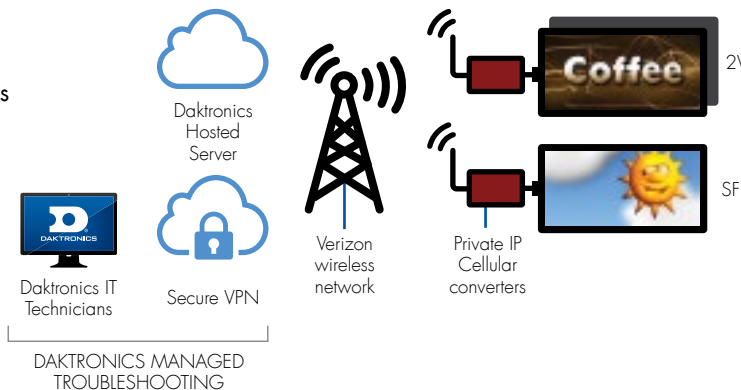 s
Daktronics
Hosted
Server
Coffee
2V
SF
DAKTRONICS
Daktronics IT
Technicians
Secure VPN
Verizon
wireless
network
Private IP
Cellular
converters
DAKTRONICS MANAGED
TROUBLESHOOTING